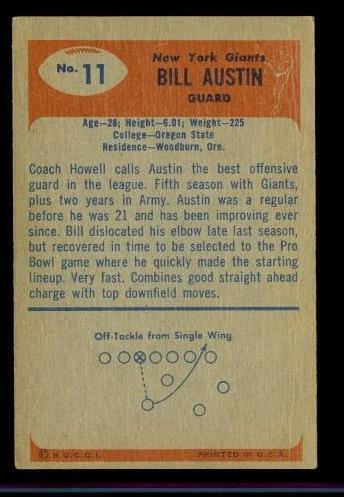 No. 11
New York Giants
BILL AUSTIN
GUARD
Age—26; Height—6.01; Weight—225
College—Oregon State
Residence—Woodburn, Ore.
Coach Howell calls Austin the best offensive
guard in the league. Fifth season with Giants,
plus two years in Army. Austin was a regular
before he was 21 and has been improving ever
since. Bill dislocated his elbow late last season,
but recovered in time to be selected to the Pro
Bowl game where he quickly made the starting
lineup. Very fast. Combines good straight ahead
charge with top downfield moves.
Off-Tackle from Single Wing
© B.G.C.C.I.
PRINTED IN U.S.A.